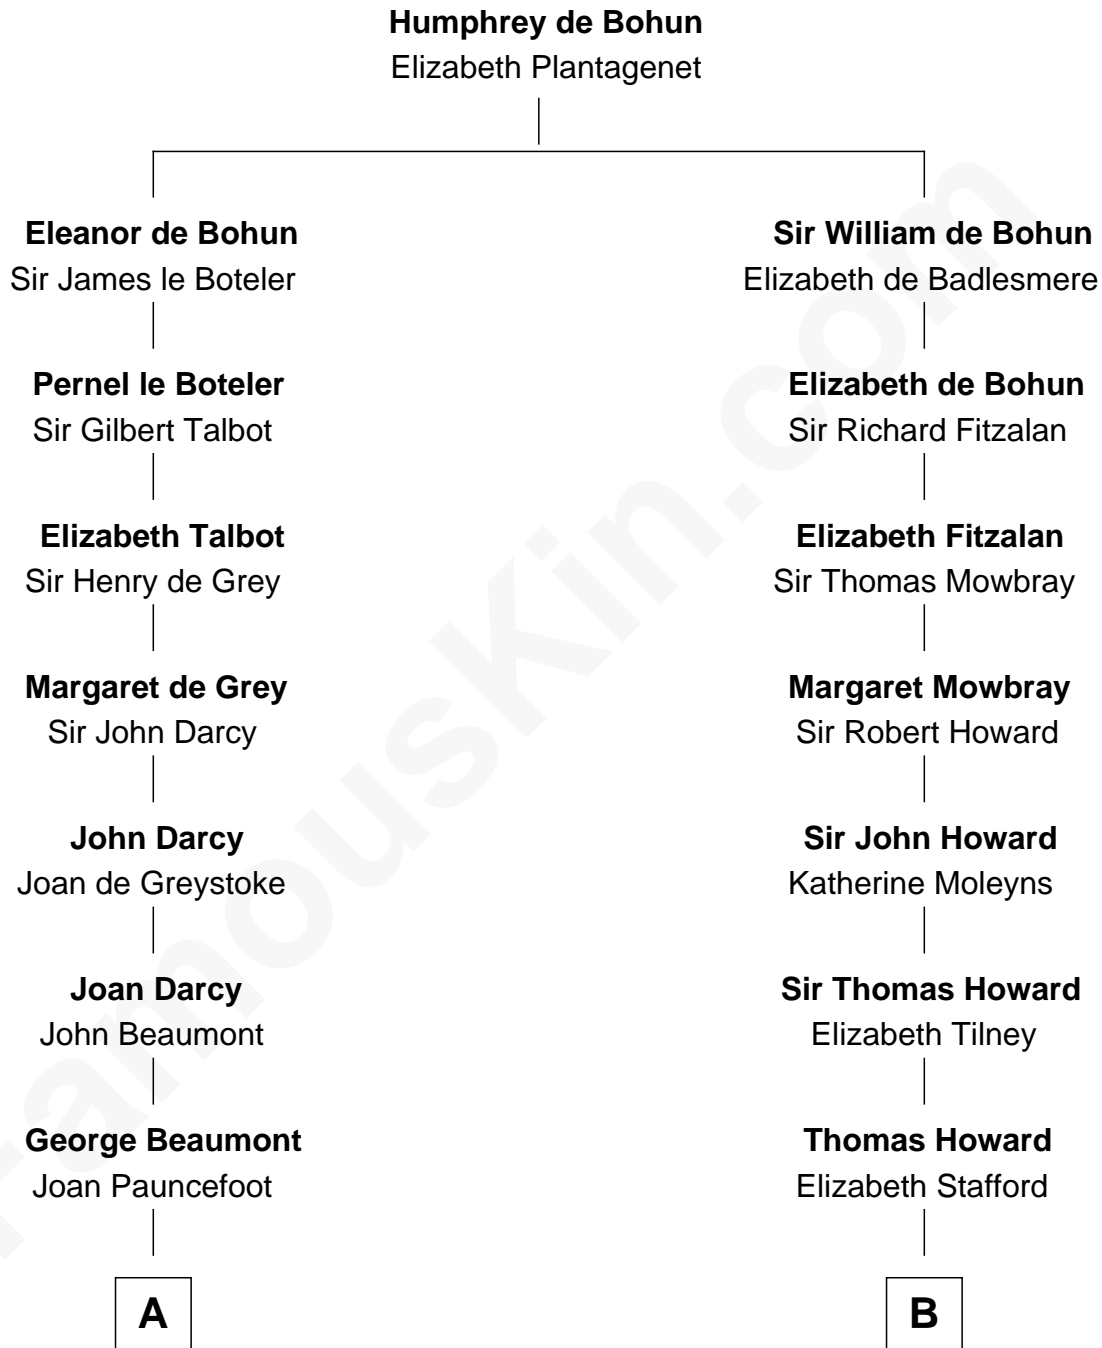 Humphrey de Bohun
Elizabeth Plantagenet
Eleanor de Bohun
Sir James le Boteler
Sir William de Bohun
Elizabeth de Badlesmere
Pernel le Boteler
Sir Gilbert Talbot
Elizabeth de Bohun
Sir Richard Fitzalan
Elizabeth Talbot
Sir Henry de Grey
Elizabeth Fitzalan
Sir Thomas Mowbray
Margaret de Grey
Sir John Darcy
Margaret Mowbray
Sir Robert Howard
John Darcy
Joan de Greystoke
Sir John Howard
Katherine Moleyns
Joan Darcy
John Beaumont
Sir Thomas Howard
Elizabeth Tilney
George Beaumont
Joan Pauncefoot
Thomas Howard
Elizabeth Stafford
A
B
FamousKin.com